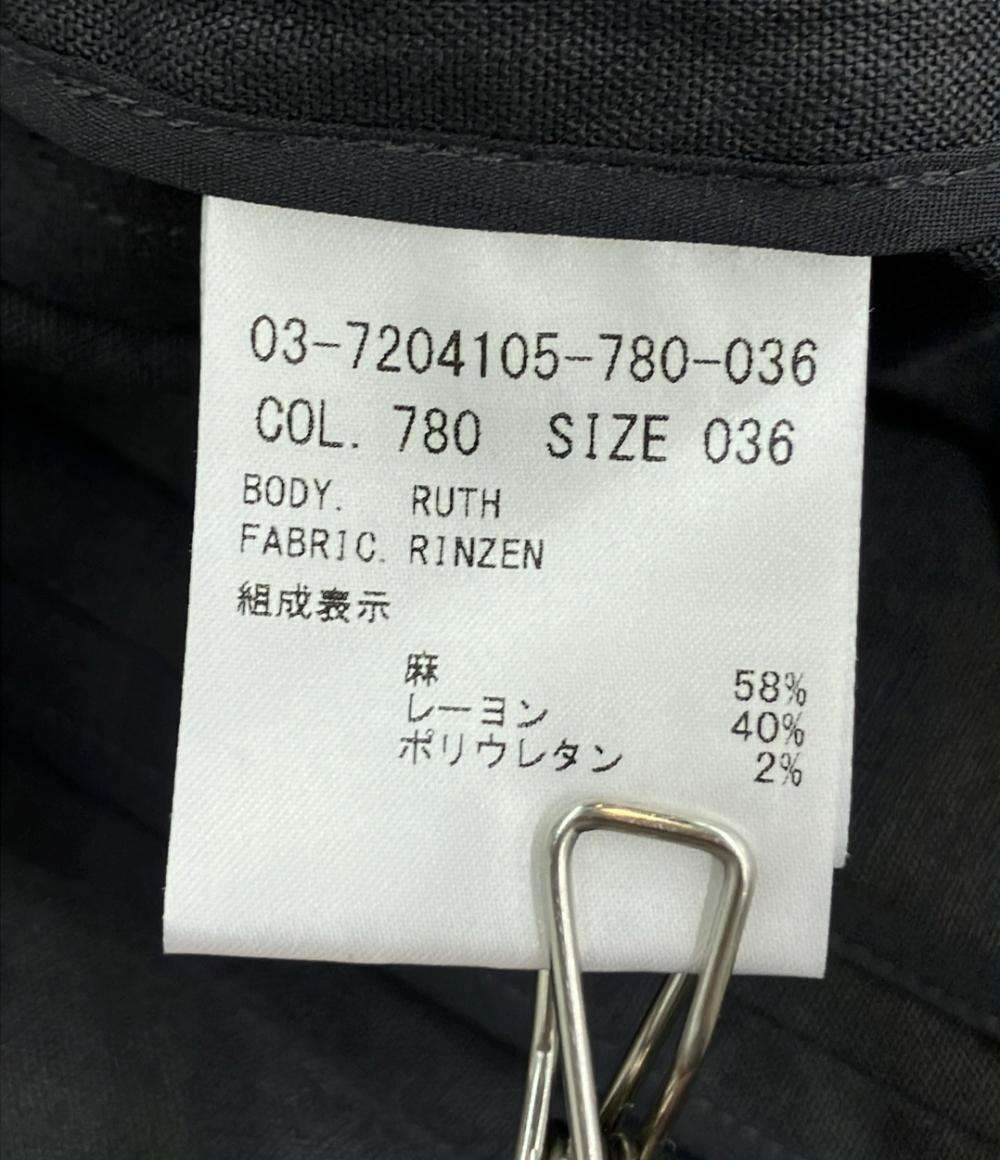 03-7204105-780-036
COL. 780 SIZE 036
BODY. RUTH
FABRIC. RINZEN
組成表示
麻 58%
レーヨン 40%
ポリウレタン 2%